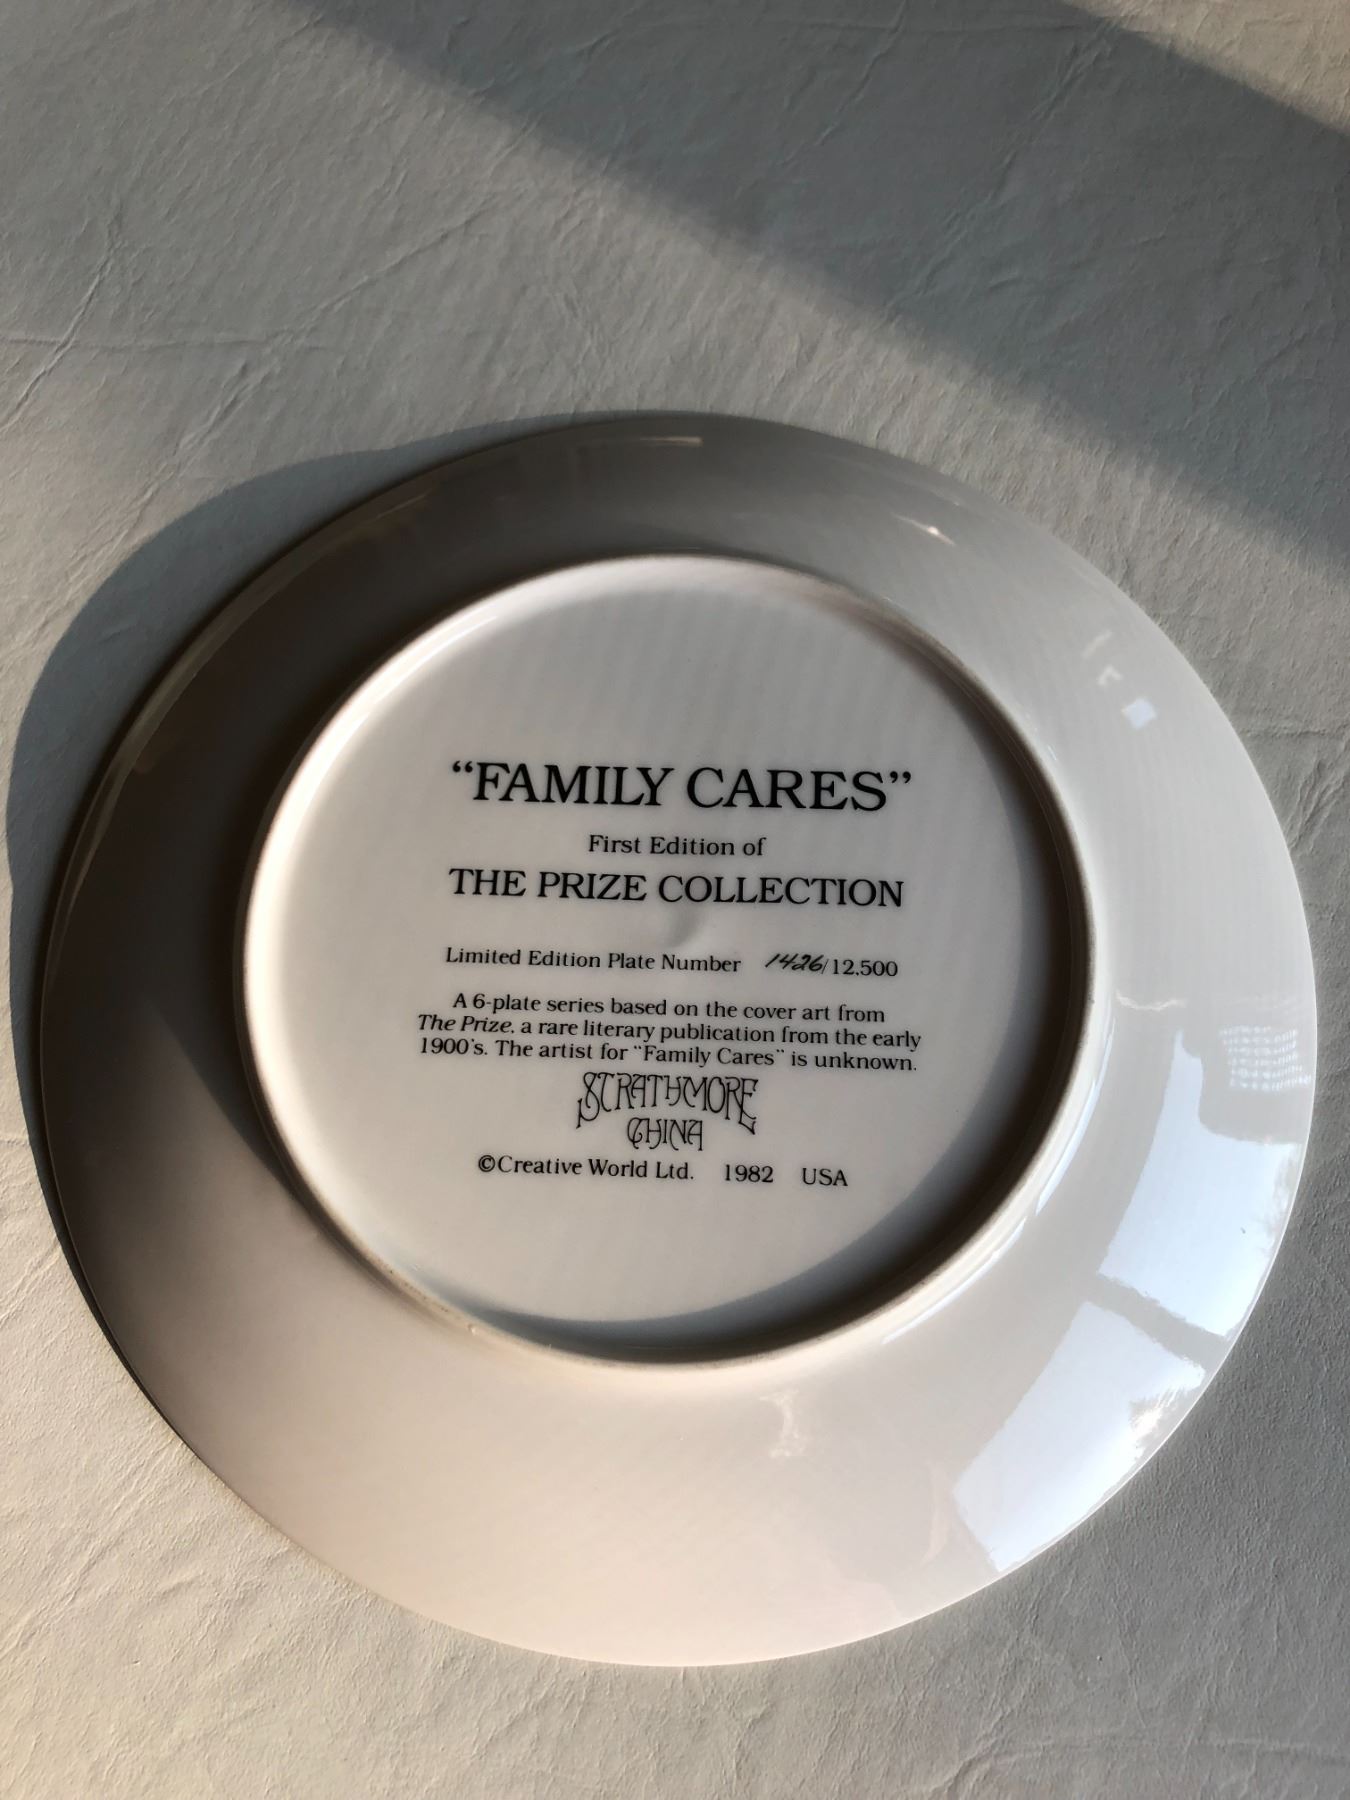 “FAMILY CARES”
First Edition of
THE PRIZE COLLECTION
Limited Edition Plate Number 1426/12,500
A 6-plate series based on the cover art from
The Prize, a rare literary publication from the early
1900's. The artist for “Family Cares” is unknown.
STRATHMORE
CHINA
©Creative World Ltd. 1982 USA